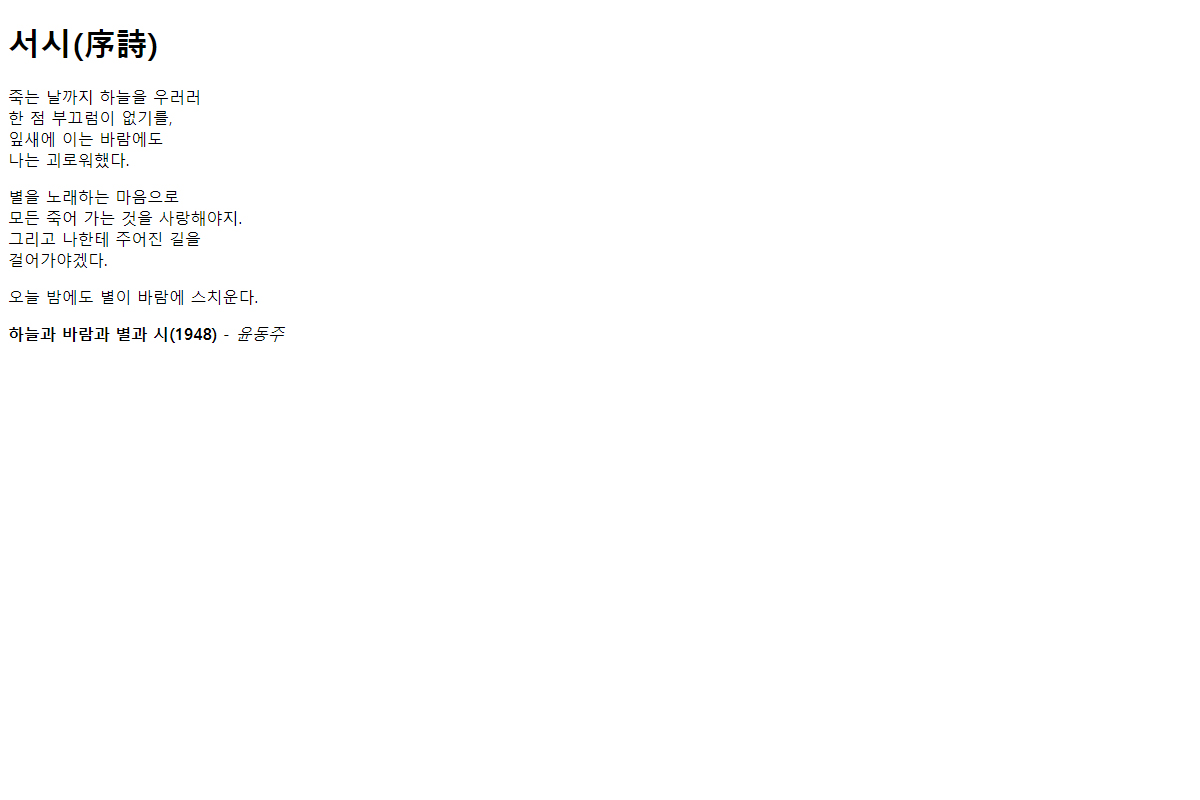 서시(序詩)
죽는 날까지 하늘을 우러러
한 점 부끄럼이 없기를,
잎새에 이는 바람에도
나는 괴로워했다.
별을 노래하는 마음으로
모든 죽어 가는 것을 사랑해야지.
그리고 나한테 주어진 길을
걸어가야겠다.
오늘 밤에도 별이 바람에 스치운다.
하늘과 바람과 별과 시(1948) - 윤동주